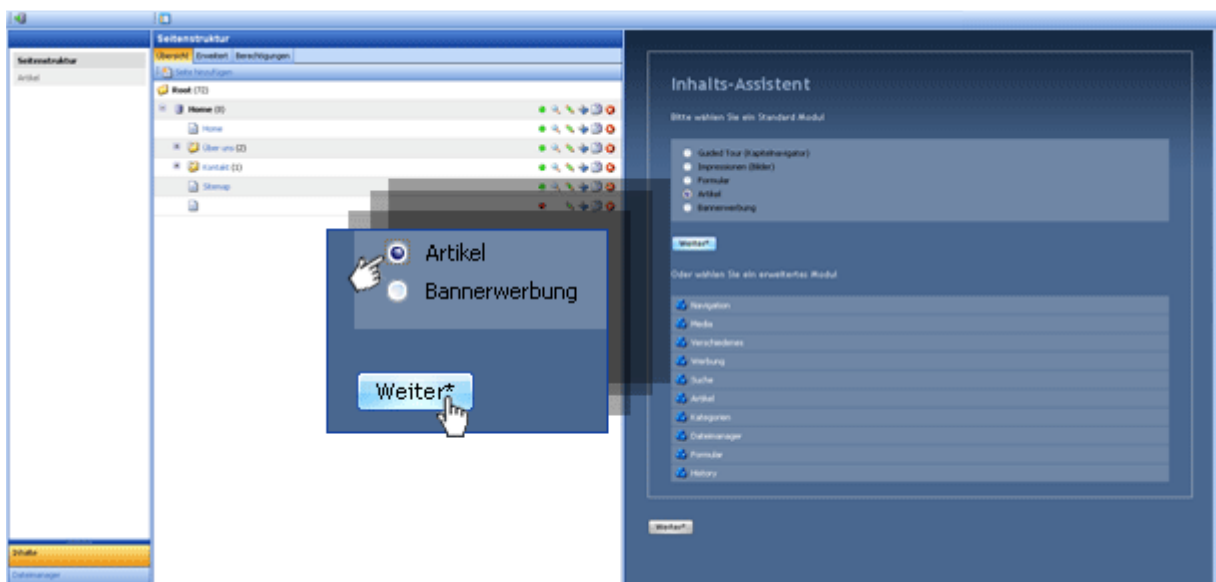 Seitenstruktur
Artikel
Inhalte
Dateimanager
Seitenstruktur
Übersicht Erweitert Berechtigungen
Seite hinzufügen
Root (72)
Home (8)
Home
Über uns (2)
Kontakt (1)
Sitemap
Artikel
Bannerwerbung
Weiter*
Inhalts-Assistent
Bitte wählen Sie ein Standard Modul
Guided Tour (Kapitelnavigator)
Impressionen (Bilder)
Formular
Artikel
Bannerwerbung
Weiter*
Oder wählen Sie ein erweitertes Modul
Navigation
Media
Verschiedenes
Werbung
Suche
Artikel
Kategorien
Dateimanager
Formular
History
Weiter*